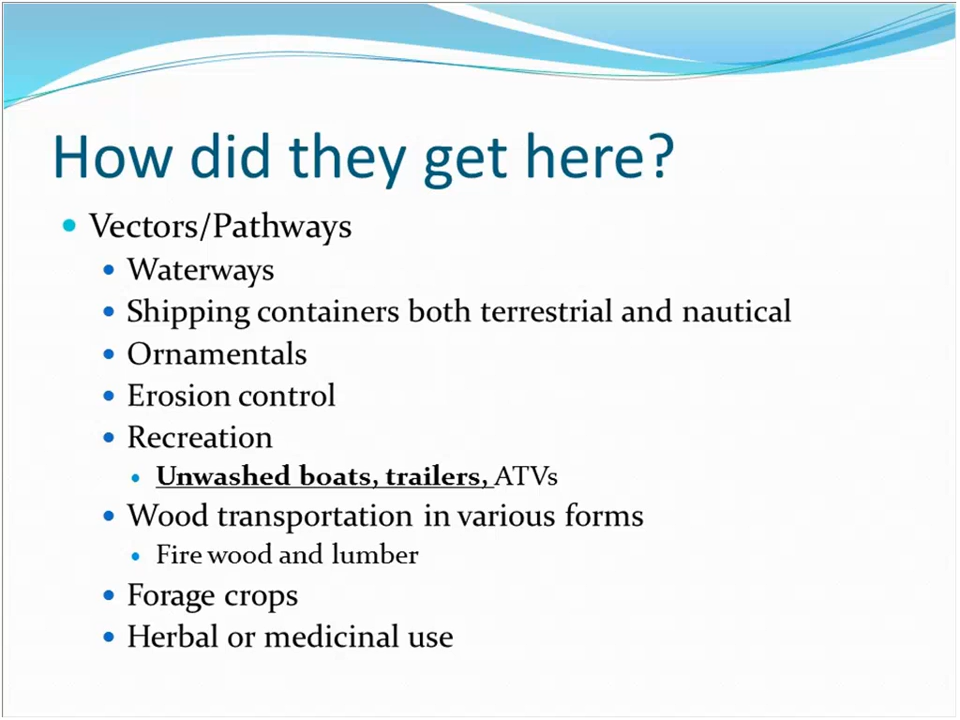 How did they get here?
Vectors/Pathways
Waterways
Shipping containers both terrestrial and nautical
Ornamentals
Erosion control
Recreation
Unwashed boats, trailers, ATVs
Wood transportation in various forms
Fire wood and lumber
Forage crops
Herbal or medicinal use